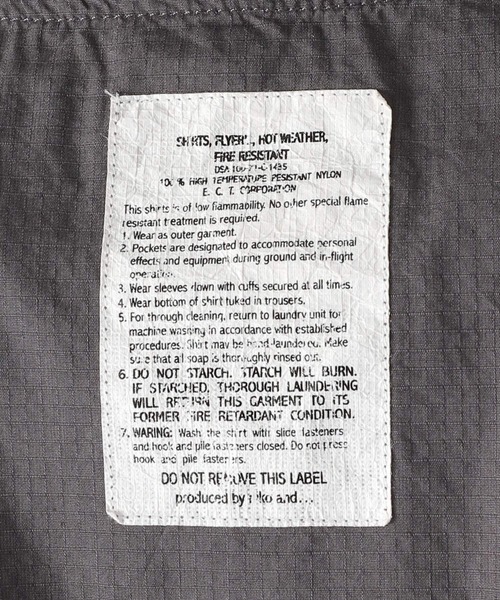 SHIRTS, FLYER'S, HOT WEATHER,
FIRE RESISTANT
DSA 100-71-C-1435
100 % HIGH TEMPERATURE RESISTANT NYLON
E. C. T. CORPORATION
This shirts is of low flammability. No other special flame
resistant treatment is required.
1. Wear as outer garment.
2. Pockets are designated to accommodate personal
effects and equipment during ground and in-flight
operation.
3. Wear sleeves down with cuffs secured at all times.
4. Wear bottom of shirt tuked in trousers.
5. For through cleaning, return to laundry unit for
machine washing in accordance with established
procedures. Shirt may be hand-laundered. Make
sure that all soap is thoroughly rinsed out.
6. DO NOT STARCH. STARCH WILL BURN.
IF STARCHED, THOROUGH LAUNDERING
WILL RETURN THIS GARMENT TO ITS
FORMER FIRE RETARDANT CONDITION.
7. WARING: Wash the shirt with slide fasteners
and hook and pile fasteners closed. Do not press
hook and pile fasteners.
DO NOT REMOVE THIS LABEL
produced by niko and...